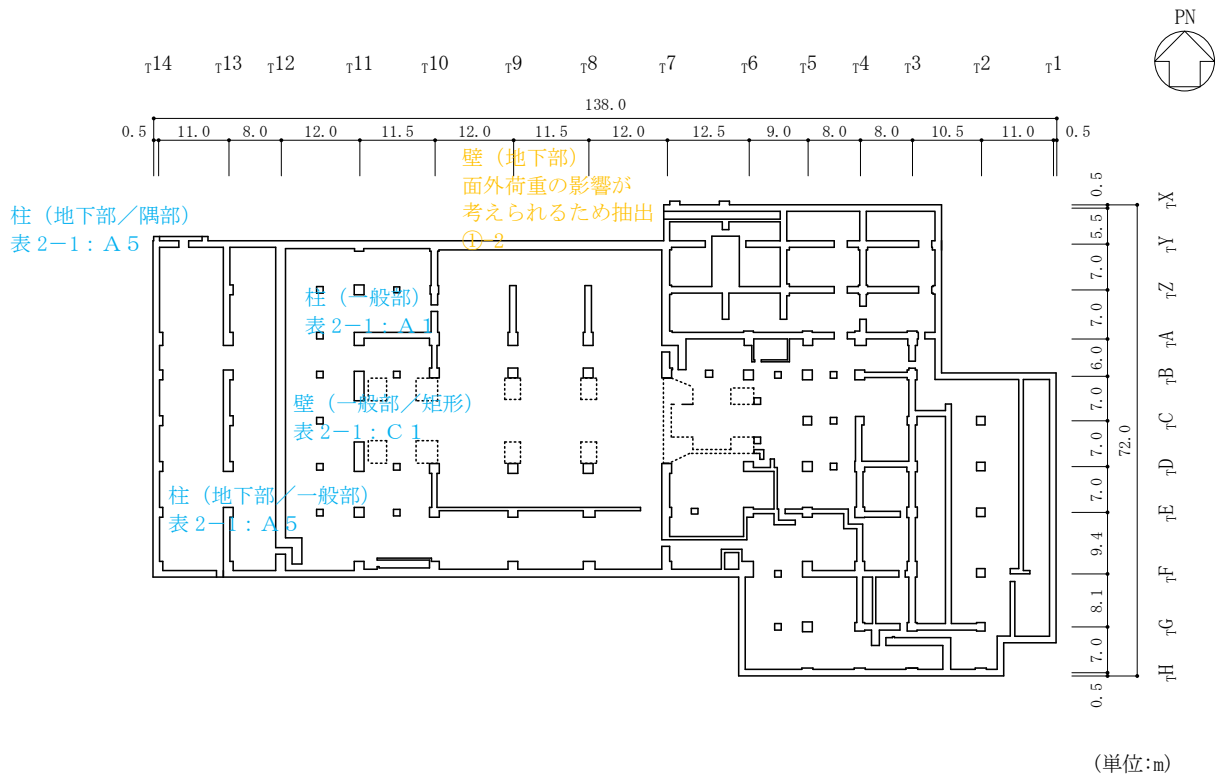 PN
T14 T13 T12 T11 T10 T9 T8 T7 T6 T5 T4 T3 T2 T1
138.0
0.5 11.0 8.0 12.0 11.5 12.0 11.5 12.0 12.5 9.0 8.0 8.0 10.5 11.0 0.5
壁（地下部）
面外荷重の影響が
考えられるため抽出
①-2
柱（地下部／隅部）
表2－1：A5
柱（一般部）
表2－1：A1
壁（一般部／矩形）
表2－1：C1
柱（地下部／一般部）
表2－1：A5
0.5 5.5 7.0 7.0 6.0 7.0 7.0 7.0 9.4 8.1 7.0 0.5
72.0
TX TY TZ TA TB TC TD TE TF TG TH
(単位:m)